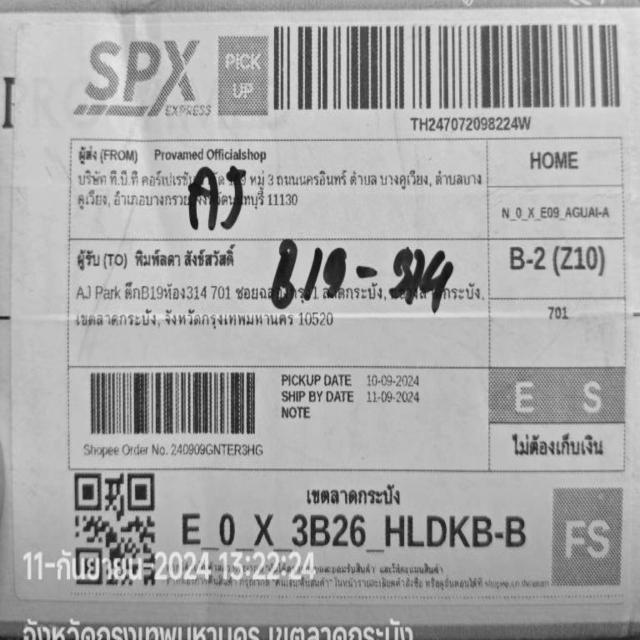 SPX
EXPRESS
PICK
UP
TH247072098224W
ผู้ส่ง (FROM) Provamed Officialshop
บริษัท ที.บี.ที คอร์ปเรชั่น หมู่ 3 ถนนนครอินทร์ ตำบล บางคูเวียง, ตำบลบาง
คูเวียง, อำเภอบางกรวย, จังหวัดนนทบุรี 11130
AJ
HOME
N_0_X_E09_AGUAI-A
ผู้รับ (TO) พิมพ์ลดา สังข์สวัสดิ์
B19-314
AJ Park ตึกB19ห้อง314 701 ซอยฉลองกรุง1 ลาดกระบัง,
เขตลาดกระบัง, จังหวัดกรุงเทพมหานคร 10520
B-2 (Z10)
701
PICKUP DATE 10-09-2024
SHIP BY DATE 11-09-2024
NOTE
Shopee Order No. 240909GNTER3HG
E S
ไม่ต้องเก็บเงิน
เขตลาดกระบัง
E_0_X_3B26_HLDKB-B
FS
11-กันยายน-2024 13:22:24
จังหวัดกรุงเทพมหานคร เขตลาดกระบัง